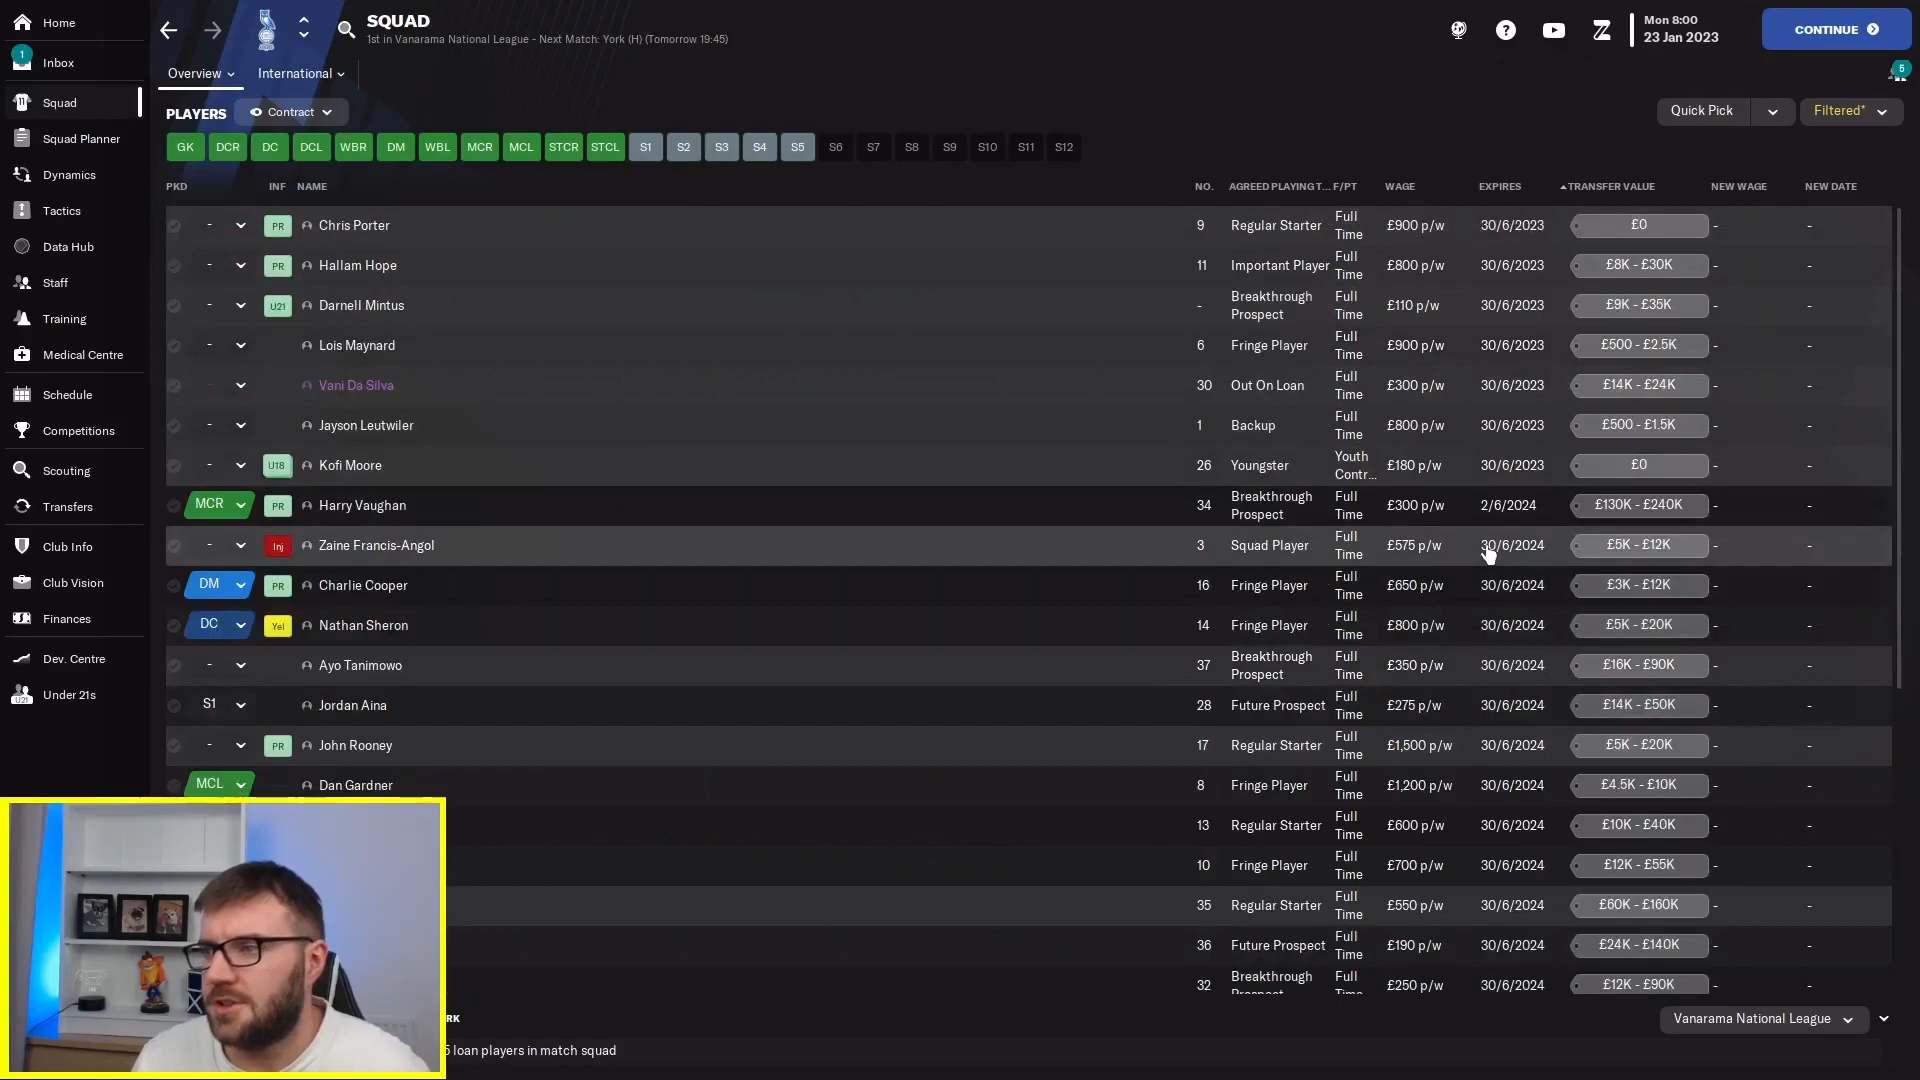 Home
SQUAD
1st in Vanarama National League - Next Match: York (H) (Tomorrow 19:45)
Mon 8:00
23 Jan 2023
CONTINUE
1
Inbox
Overview
International
5
Squad
PLAYERS
Contract
Quick Pick
Filtered*
Squad Planner
GK DCR DC DCL WBR DM WBL MCR MCL STCR STCL S1 S2 S3 S4 S5 S6 S7 S8 S9 S10 S11 S12
Dynamics
PKD INF NAME NO. AGREED PLAYING T... F/PT WAGE EXPIRES TRANSFER VALUE NEW WAGE NEW DATE
Tactics
- PR Chris Porter 9 Regular Starter Full Time £900 p/w 30/6/2023 £0 - -
Data Hub
- PR Hallam Hope 11 Important Player Full Time £800 p/w 30/6/2023 £8K - £30K - -
Staff
- U21 Darnell Mintus - Breakthrough Prospect Full Time £110 p/w 30/6/2023 £9K - £35K - -
Training
- Lois Maynard 6 Fringe Player Full Time £900 p/w 30/6/2023 £500 - £2.5K - -
Medical Centre
- Vani Da Silva 30 Out On Loan Full Time £300 p/w 30/6/2023 £14K - £24K - -
Schedule
- Jayson Leutwiler 1 Backup Full Time £800 p/w 30/6/2023 £500 - £1.5K - -
Competitions
- U18 Kofi Moore 26 Youngster Youth Contr... £180 p/w 30/6/2023 £0 - -
Scouting
MCR PR Harry Vaughan 34 Breakthrough Prospect Full Time £300 p/w 2/6/2024 £130K - £240K - -
Transfers
- Inj Zaine Francis-Angol 3 Squad Player Full Time £575 p/w 30/6/2024 £5K - £12K - -
Club Info
DM PR Charlie Cooper 16 Fringe Player Full Time £650 p/w 30/6/2024 £3K - £12K - -
Club Vision
DC Yel Nathan Sheron 14 Fringe Player Full Time £800 p/w 30/6/2024 £5K - £20K - -
Finances
- Ayo Tanimowo 37 Breakthrough Prospect Full Time £350 p/w 30/6/2024 £16K - £90K - -
Dev. Centre
S1 Jordan Aina 28 Future Prospect Full Time £275 p/w 30/6/2024 £14K - £50K - -
U21 Under 21s
- PR John Rooney 17 Regular Starter Full Time £1,500 p/w 30/6/2024 £5K - £20K - -
MCL Dan Gardner 8 Fringe Player Full Time £1,200 p/w 30/6/2024 £4.5K - £10K - -
13 Regular Starter Full Time £600 p/w 30/6/2024 £10K - £40K - -
10 Fringe Player Full Time £700 p/w 30/6/2024 £12K - £55K - -
35 Regular Starter Full Time £550 p/w 30/6/2024 £60K - £160K - -
36 Future Prospect Full Time £190 p/w 30/6/2024 £24K - £140K - -
32 Breakthrough Prospect Full Time £250 p/w 30/6/2024 £12K - £90K - -
RK
Vanarama National League
5 loan players in match squad